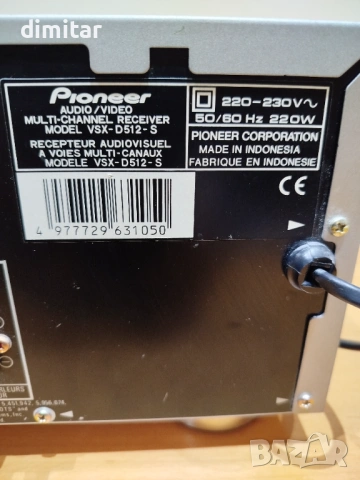 dimitar
Pioneer
AUDIO/VIDEO
MULTI-CHANNEL RECEIVER
MODEL VSX-D512-S
RECEPTEUR AUDIOVISUEL
A VOIES MULTI-CANAUX
MODELE VSX-D512-S
220-230V~
50/60 Hz 220W
PIONEER CORPORATION
MADE IN INDONESIA
FABRIQUE EN INDONESIE
CE
4 977729 631050
BAZAR